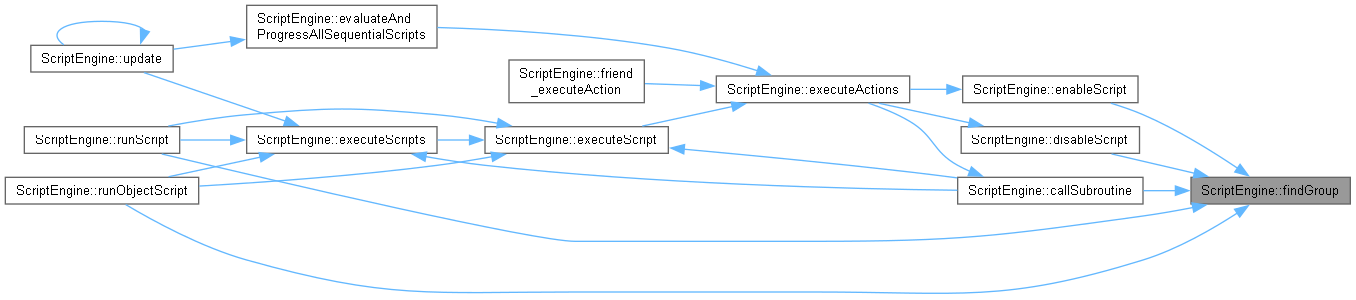 ScriptEngine::evaluateAnd
ProgressAllSequentialScripts
ScriptEngine::update
ScriptEngine::friend
_executeAction
ScriptEngine::executeActions
ScriptEngine::enableScript
ScriptEngine::runScript
ScriptEngine::executeScripts
ScriptEngine::executeScript
ScriptEngine::disableScript
ScriptEngine::runObjectScript
ScriptEngine::callSubroutine
ScriptEngine::findGroup